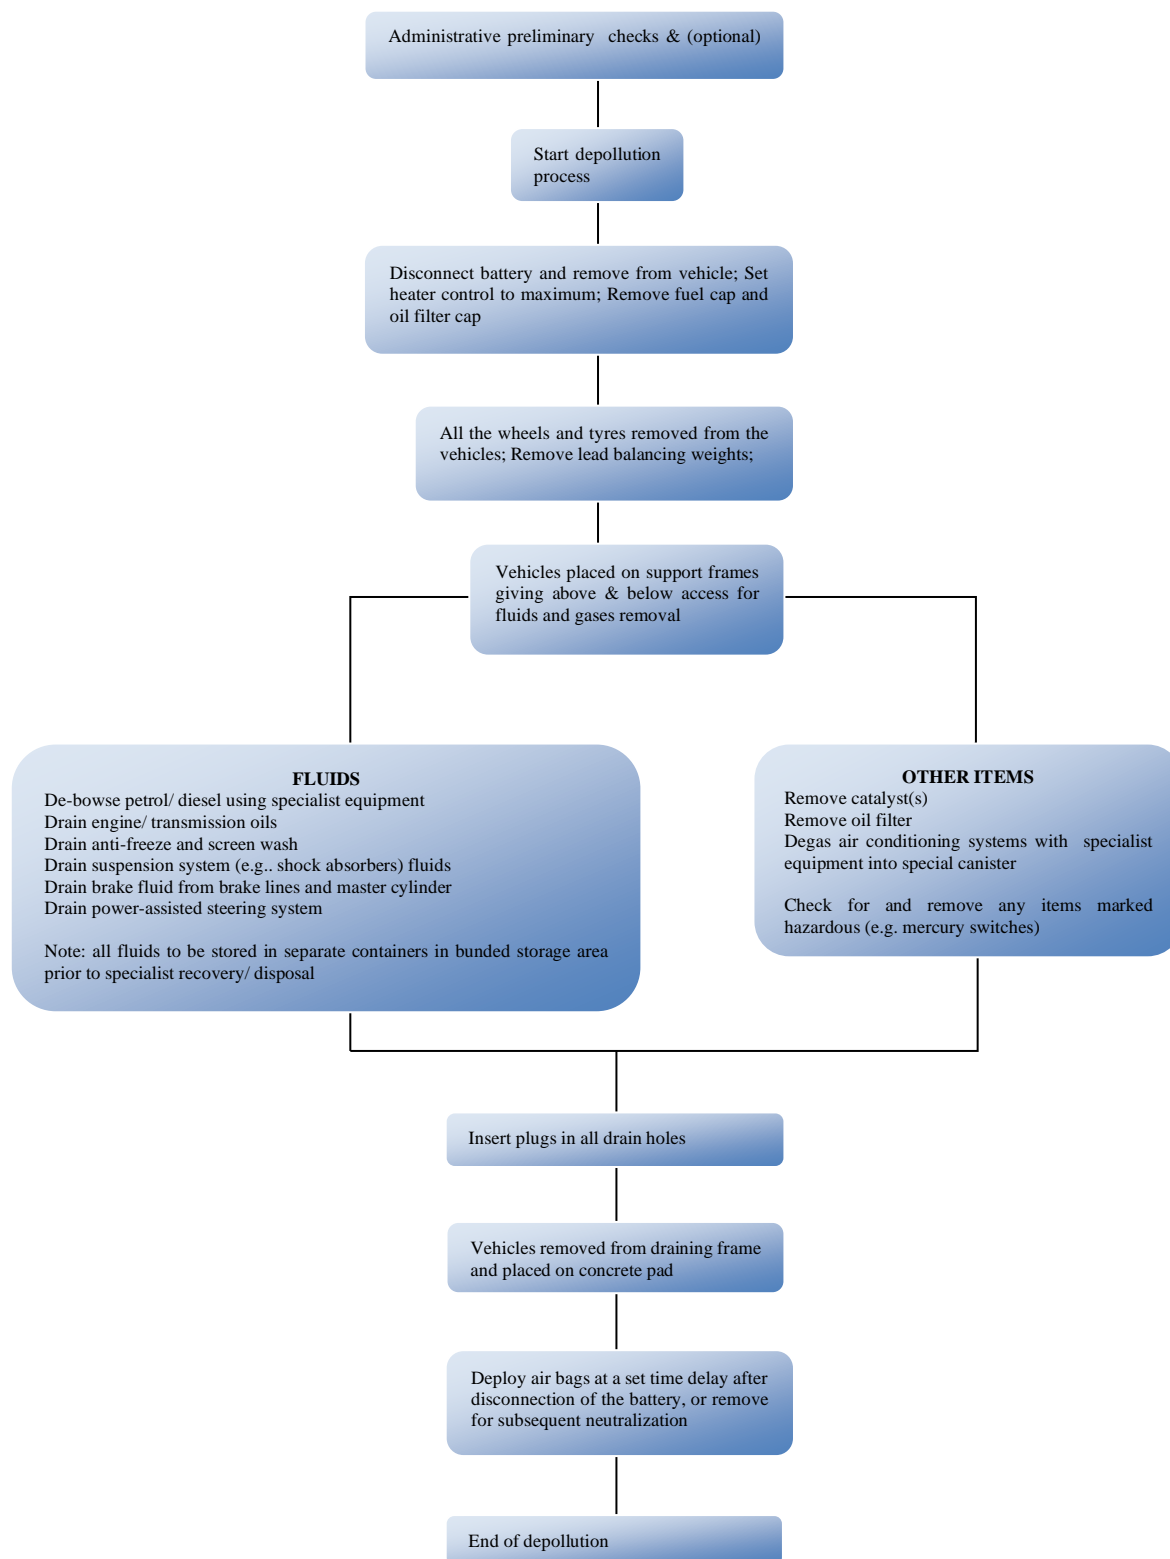 Administrative preliminary checks & (optional)
Start depollution
process
Disconnect battery and remove from vehicle; Set
heater control to maximum; Remove fuel cap and
oil filter cap
All the wheels and tyres removed from the
vehicles; Remove lead balancing weights;
Vehicles placed on support frames
giving above & below access for
fluids and gases removal
FLUIDS
De-bowse petrol/ diesel using specialist equipment
Drain engine/ transmission oils
Drain anti-freeze and screen wash
Drain suspension system (e.g.. shock absorbers) fluids
Drain brake fluid from brake lines and master cylinder
Drain power-assisted steering system
Note: all fluids to be stored in separate containers in bunded storage area
prior to specialist recovery/ disposal
OTHER ITEMS
Remove catalyst(s)
Remove oil filter
Degas air conditioning systems with specialist
equipment into special canister
Check for and remove any items marked
hazardous (e.g. mercury switches)
Insert plugs in all drain holes
Vehicles removed from draining frame
and placed on concrete pad
Deploy air bags at a set time delay after
disconnection of the battery, or remove
for subsequent neutralization
End of depollution